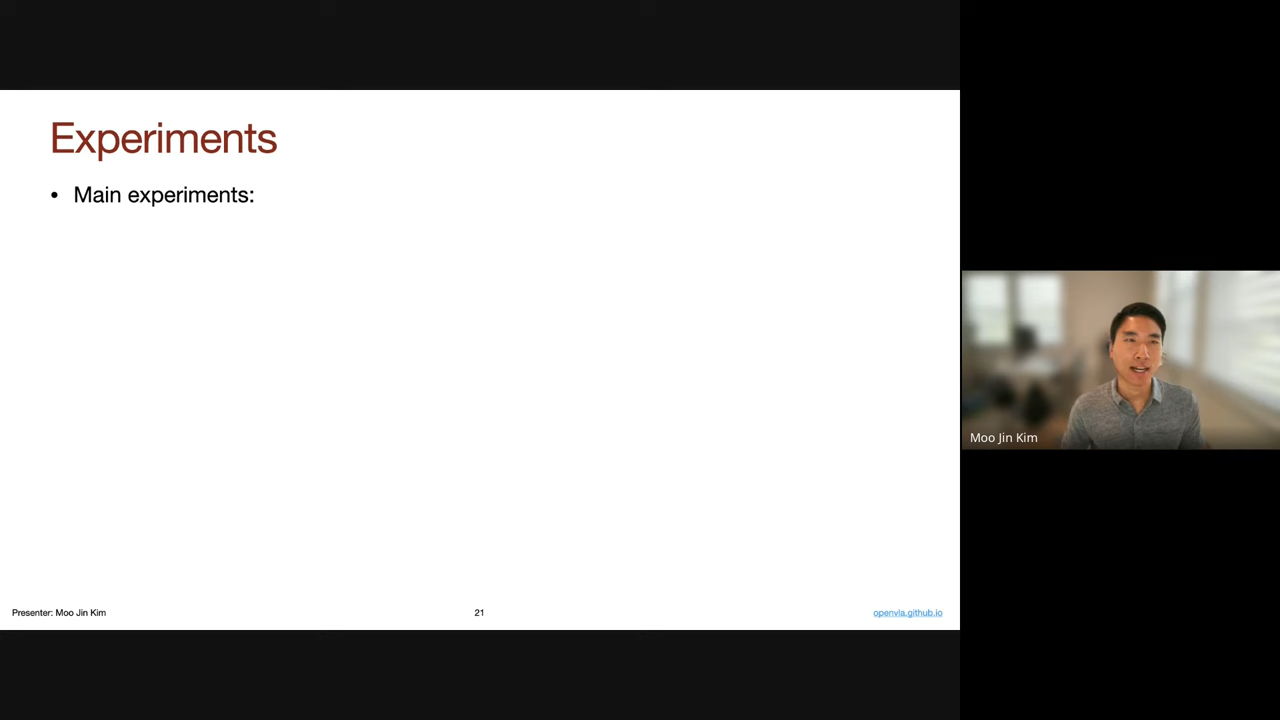 Experiments
• Main experiments:
Moo Jin Kim
Presenter: Moo Jin Kim
21
openvla.github.io